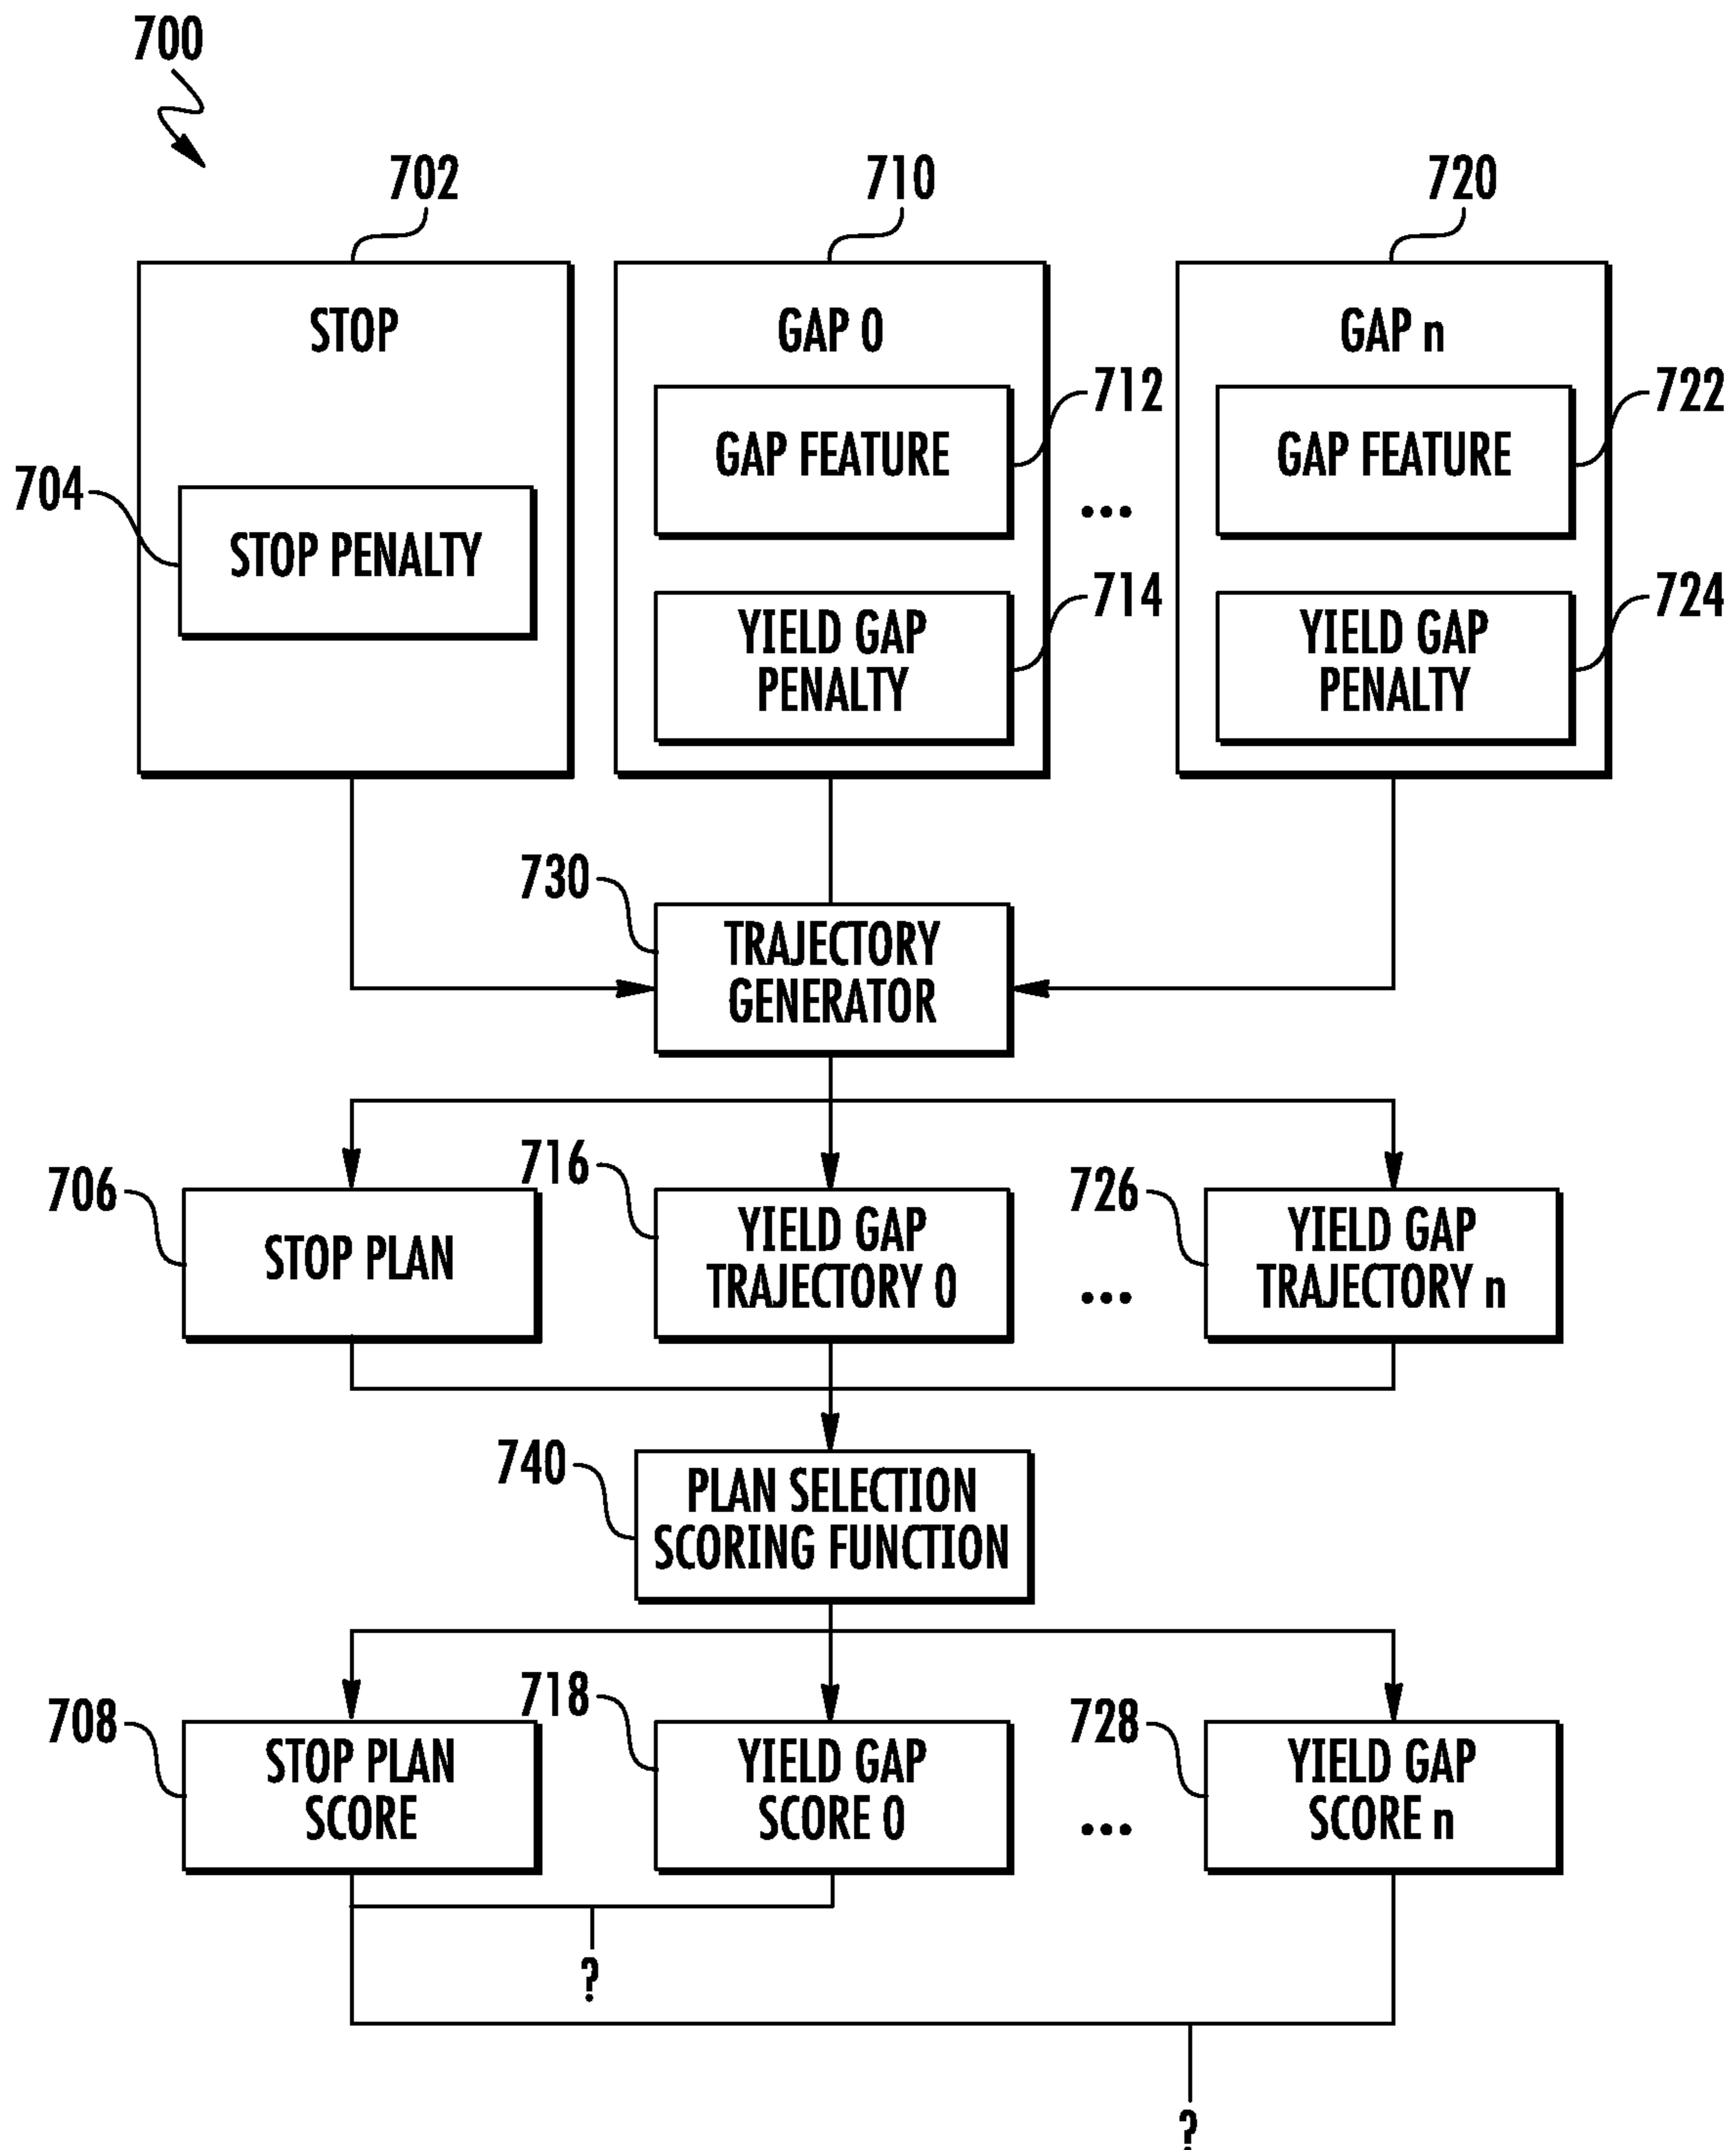 700
702
710
720
STOP
GAP 0
GAP n
712
722
GAP FEATURE
GAP FEATURE
704
...
...
STOP PENALTY
714
724
YIELD GAP
PENALTY
YIELD GAP
PENALTY
730
TRAJECTORY
GENERATOR
706
716
726
STOP PLAN
YIELD GAP
TRAJECTORY 0
...
YIELD GAP
TRAJECTORY n
740
PLAN SELECTION
SCORING FUNCTION
708
718
728
STOP PLAN
SCORE
YIELD GAP
SCORE 0
...
YIELD GAP
SCORE n
?
?